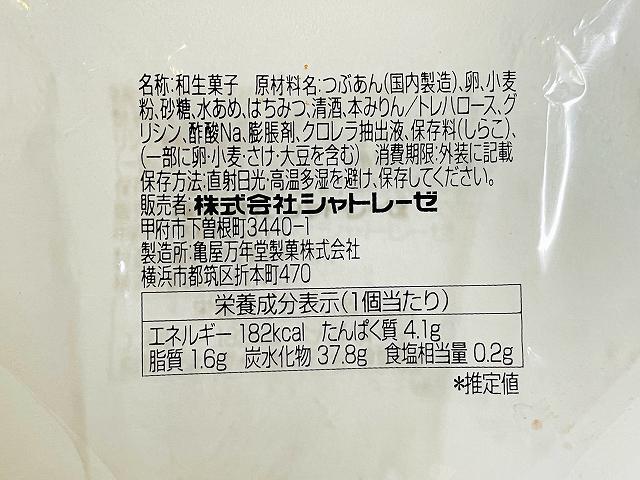 名称:和生菓子 原材料名:つぶあん(国内製造)、卵、小麦
粉、砂糖、水あめ、はちみつ、清酒、本みりん/トレハロース、グ
リシン、酢酸Na、膨脹剤、クロレラ抽出液、保存料(しらこ)、
(一部に卵・小麦・さけ・大豆を含む) 消費期限:外装に記載
保存方法:直射日光・高温多湿を避け、保存してください。
販売者:株式会社シャトレーゼ
甲府市下曽根町3440-1
製造所:亀屋万年堂製菓株式会社
横浜市都筑区折本町470
栄養成分表示(1個当たり)
エネルギー 182kcal たんぱく質 4.1g
脂質 1.6g 炭水化物 37.8g 食塩相当量 0.2g
*推定値